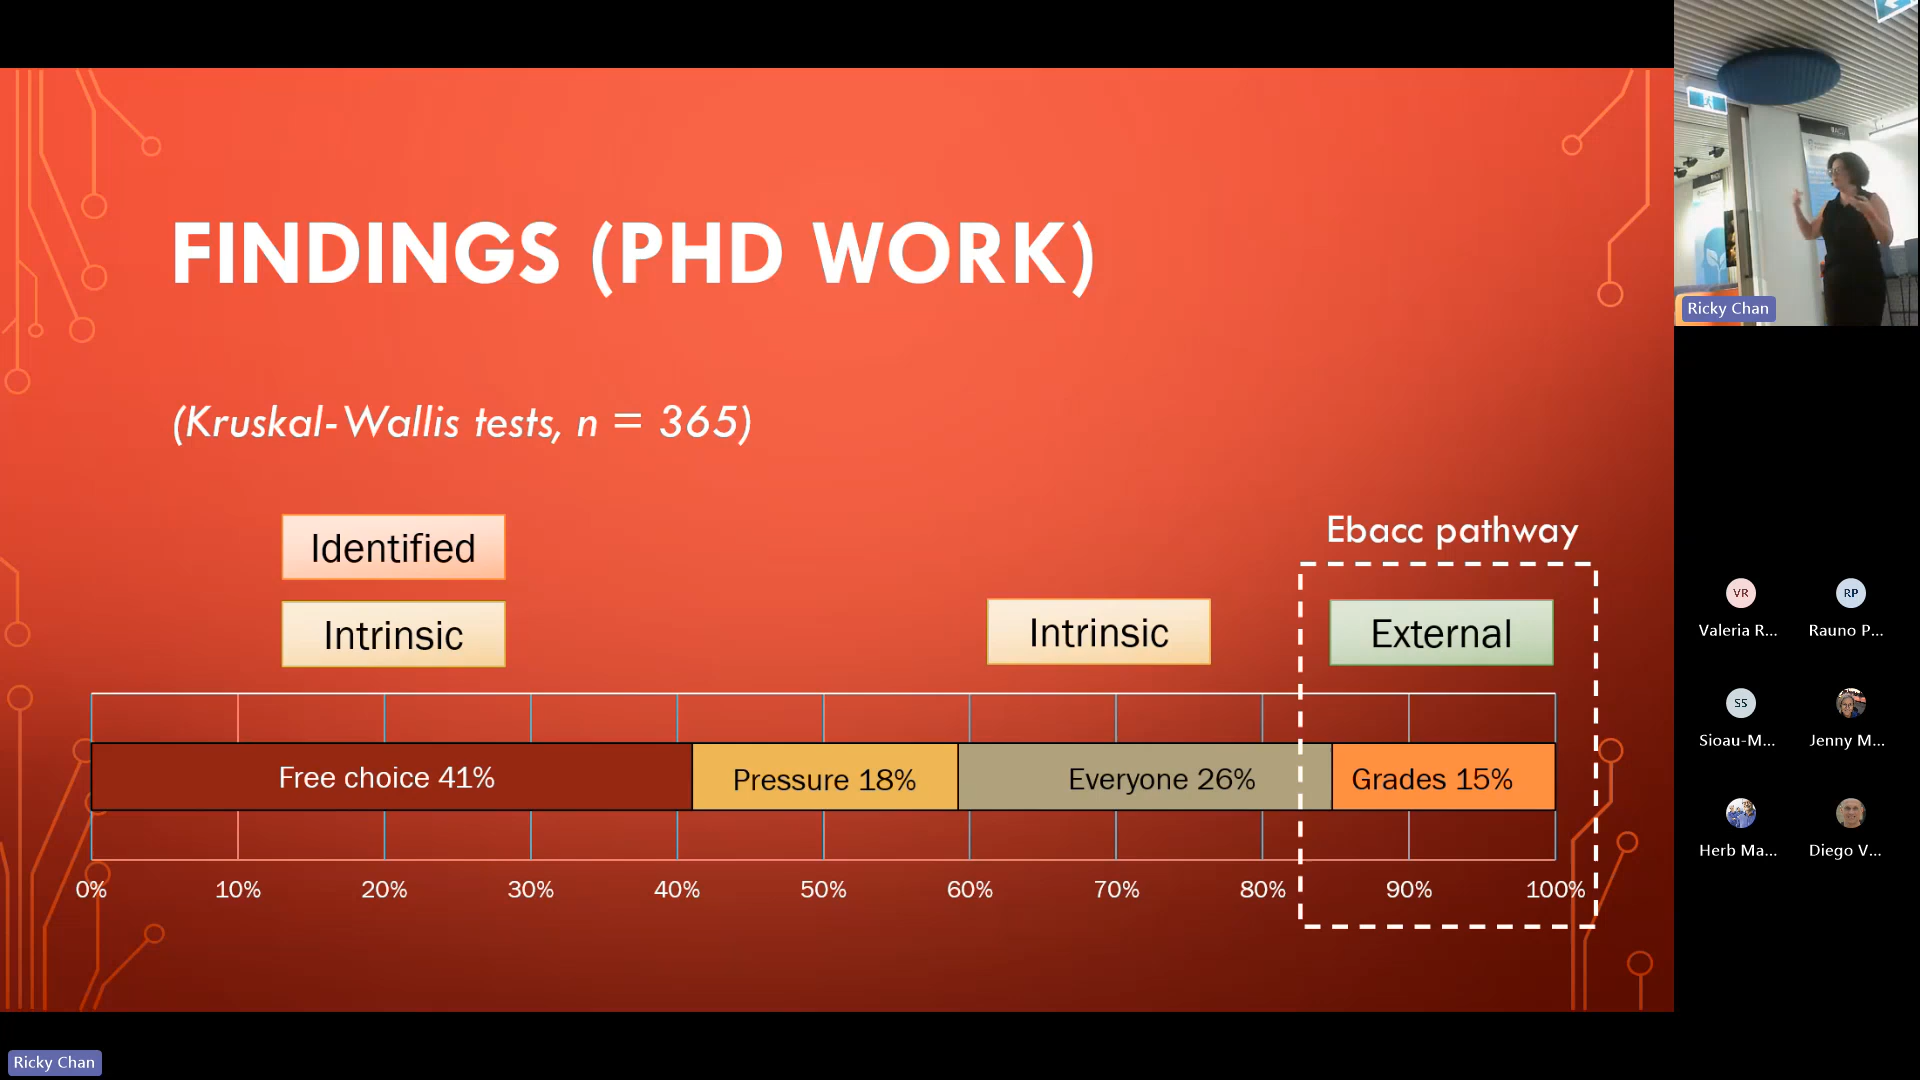 FINDINGS (PHD WORK)
(Kruskal-Wallis tests, n = 365)
Identified
Intrinsic
Intrinsic
Ebacc pathway
External
Free choice 41%
Pressure 18%
Everyone 26%
Grades 15%
0% 10% 20% 30% 40% 50% 60% 70% 80% 90% 100%
Ricky Chan
Ricky Chan
VR
RP
Valeria R...
Rauno P...
SS
Sioau-M...
Jenny M...
Herb Ma...
Diego V...